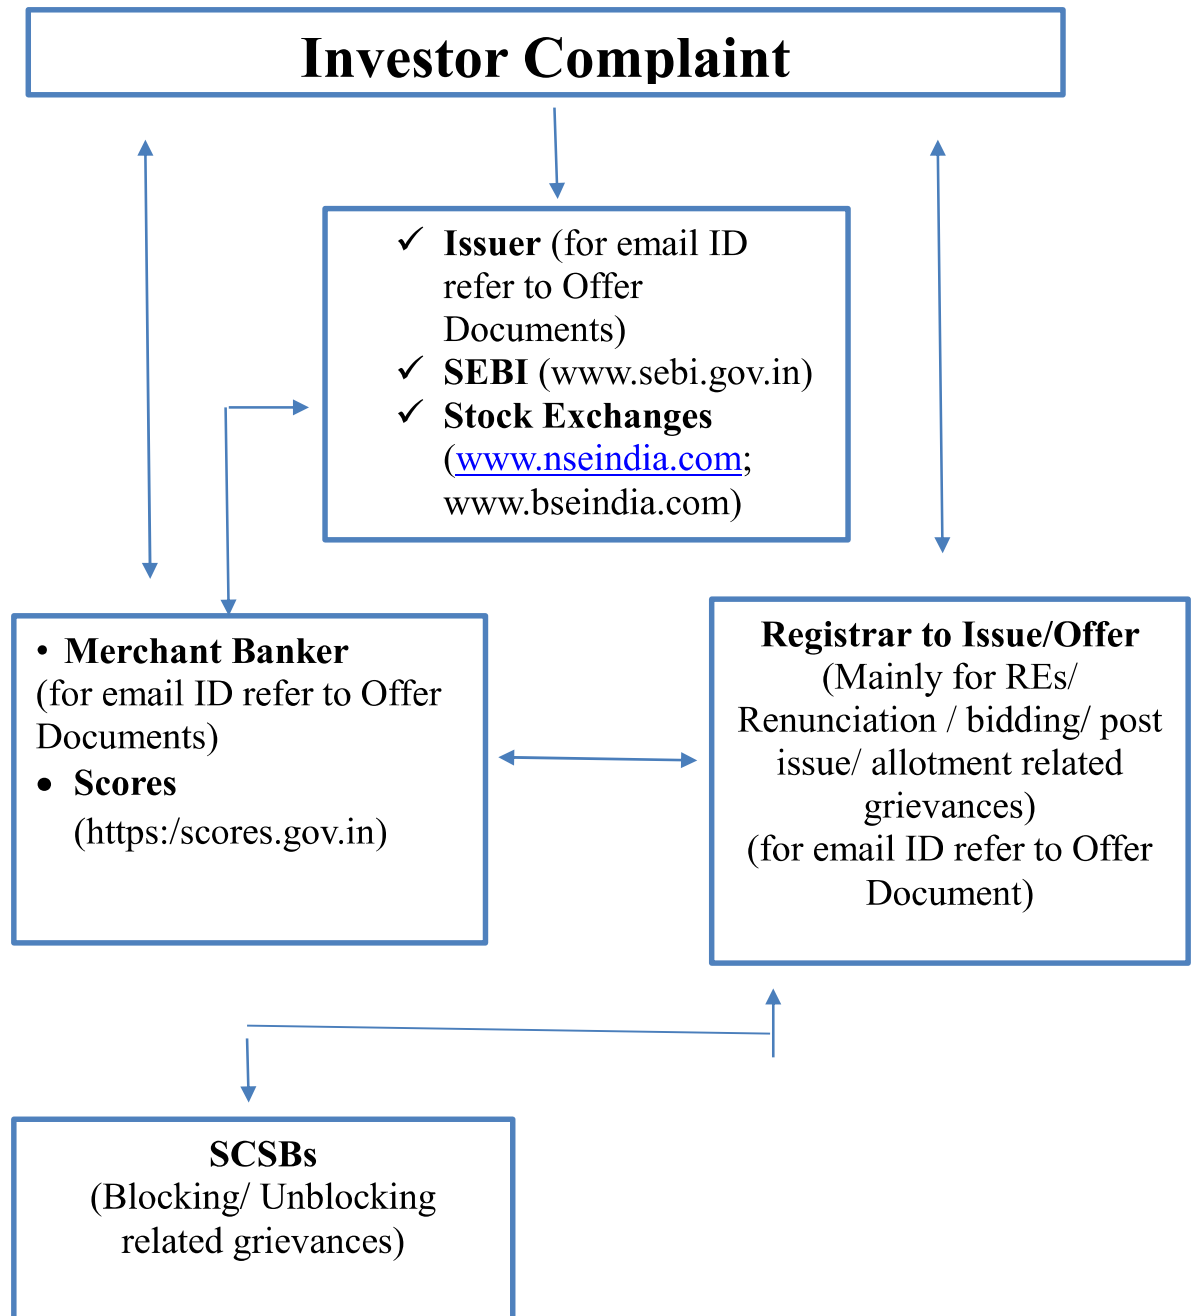 Investor Complaint
✓ Issuer (for email ID
refer to Offer
Documents)
✓ SEBI (www.sebi.gov.in)
✓ Stock Exchanges
(www.nseindia.com;
www.bseindia.com)
• Merchant Banker
(for email ID refer to Offer
Documents)
• Scores
(https:/scores.gov.in)
Registrar to Issue/Offer
(Mainly for REs/
Renunciation / bidding/ post
issue/ allotment related
grievances)
(for email ID refer to Offer
Document)
SCSBs
(Blocking/ Unblocking
related grievances)